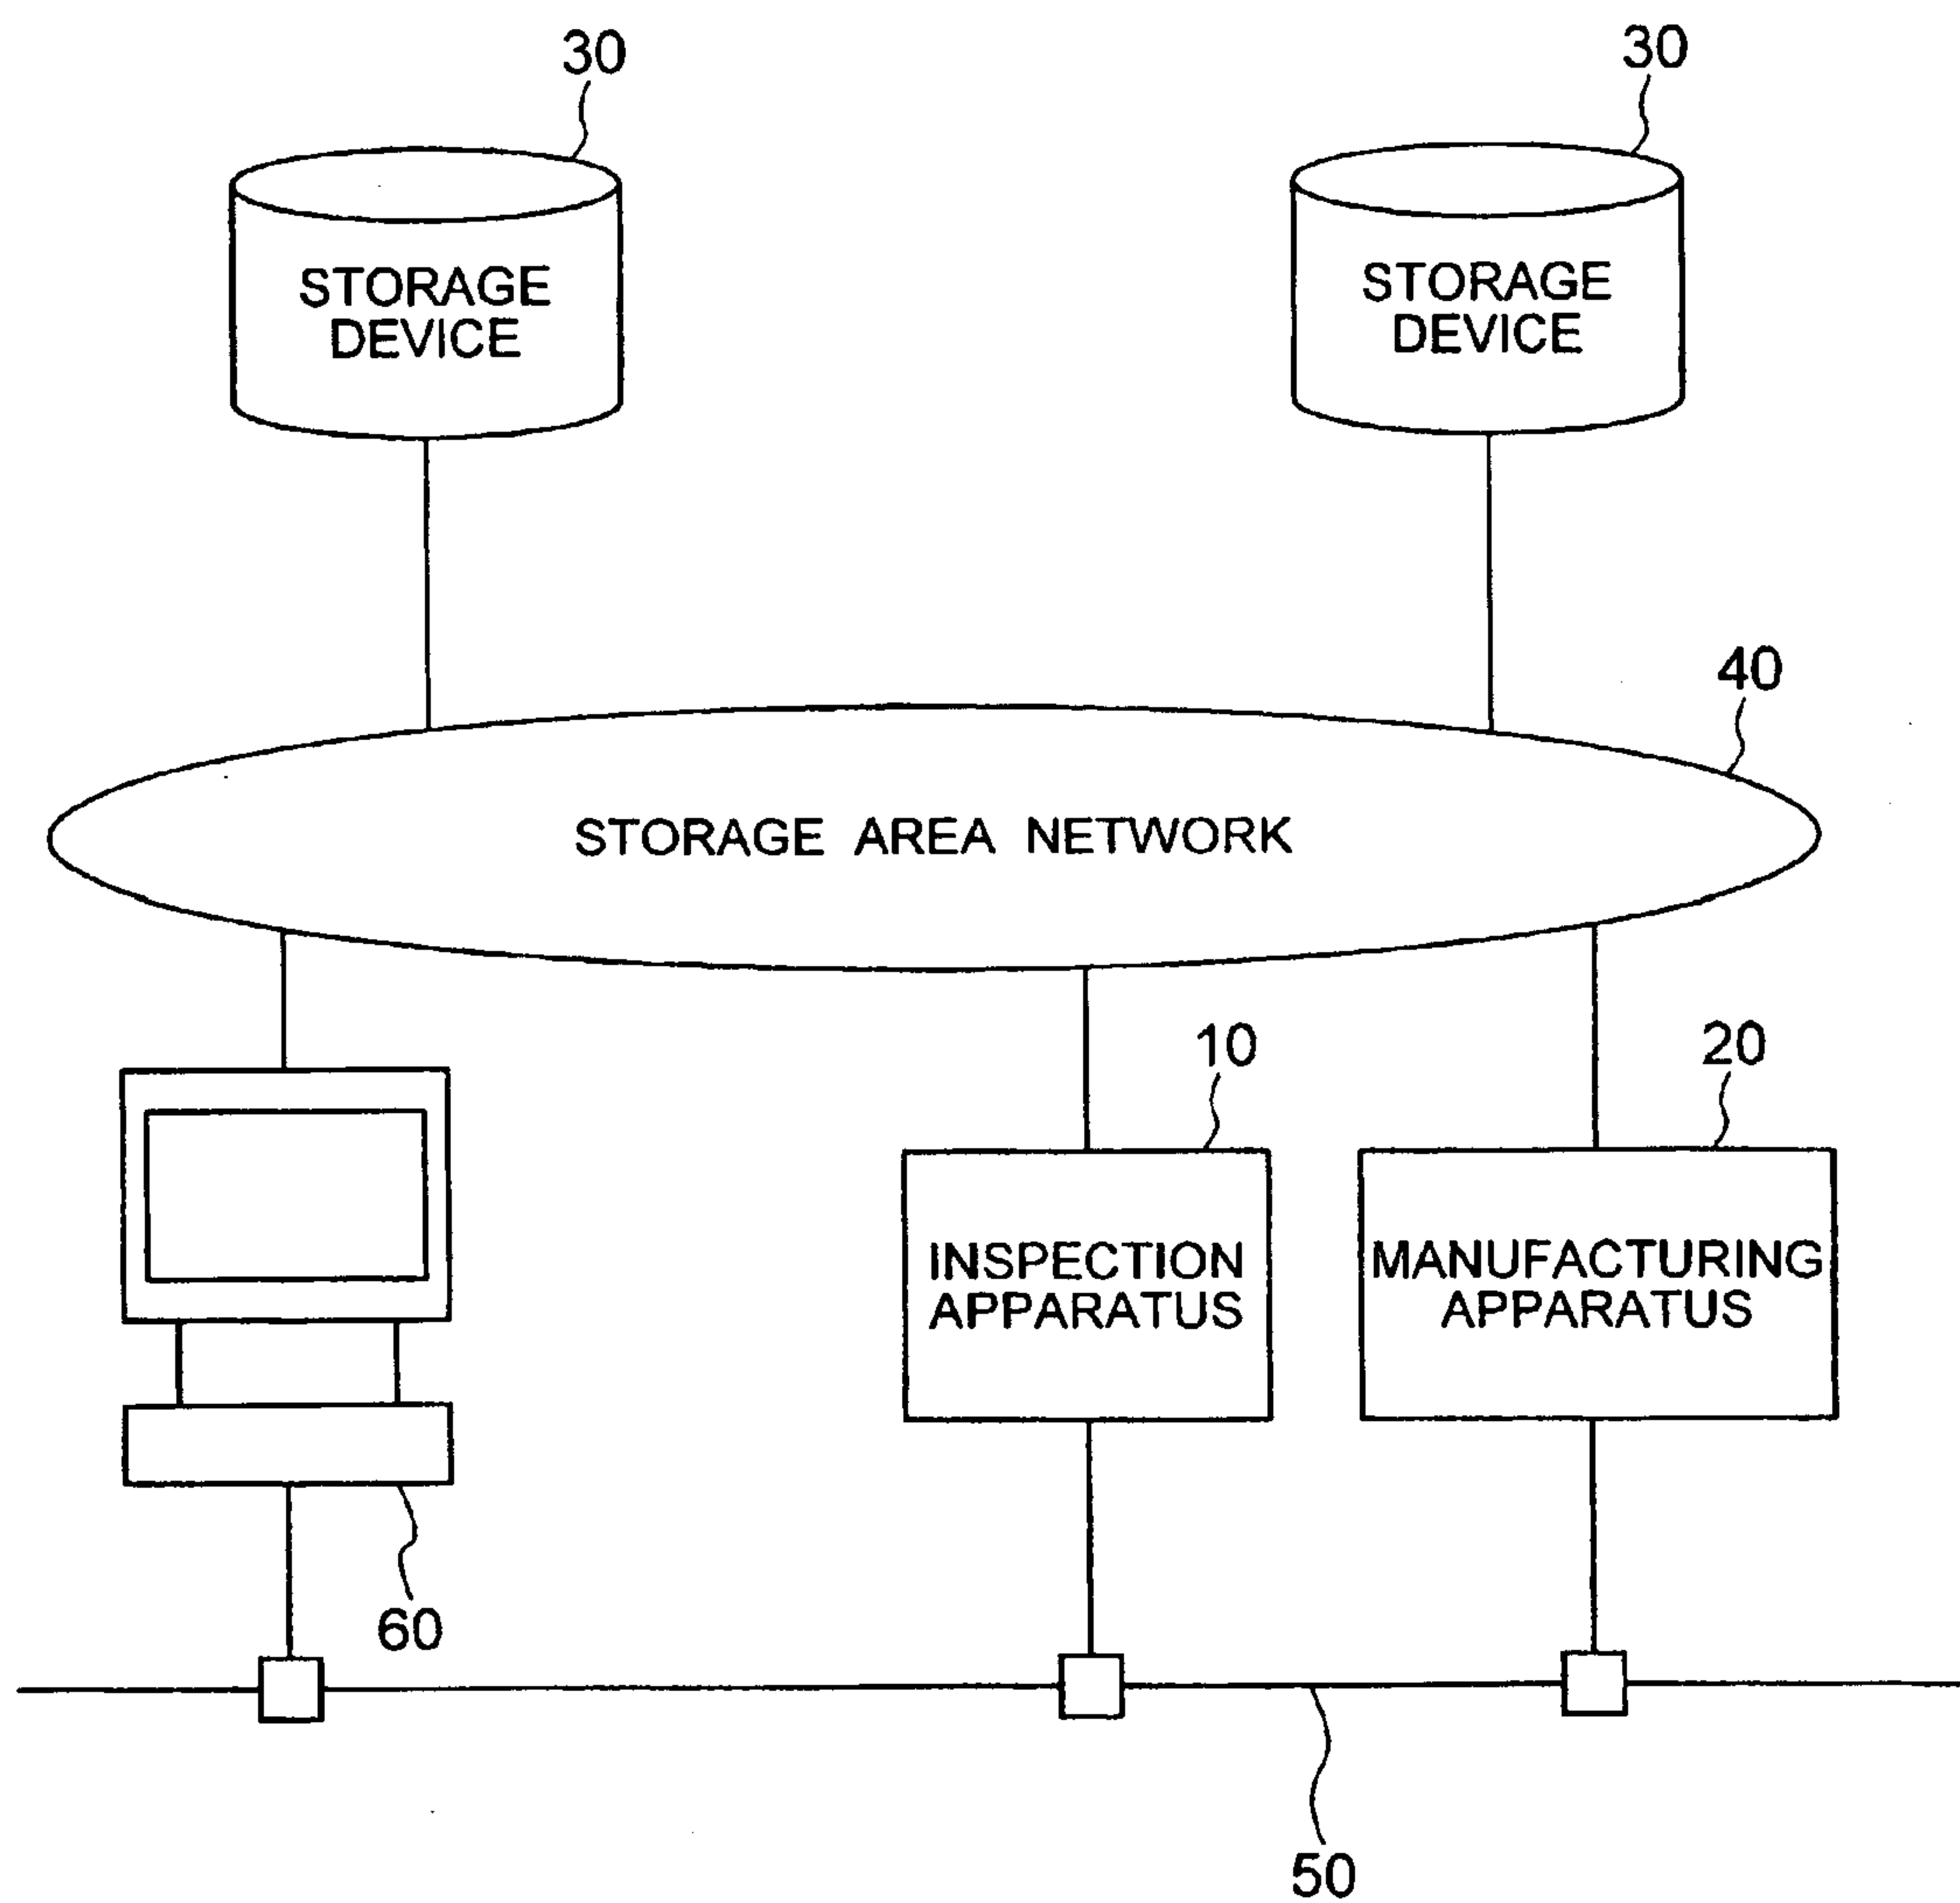 30
30
STORAGE
DEVICE
STORAGE
DEVICE
40
STORAGE AREA NETWORK
10
20
INSPECTION
APPARATUS
MANUFACTURING
APPARATUS
60
50